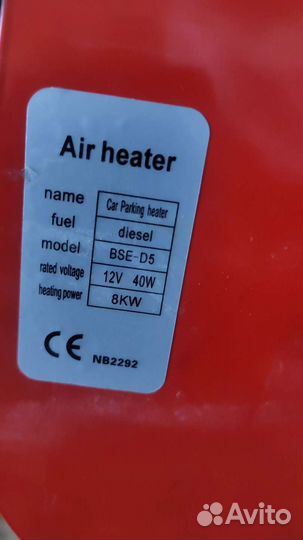 Air heater
name Car Parking heater
fuel diesel
model BSE-D5
rated voltage 12V 40W
heating power 8KW
CE NB2292
Avito